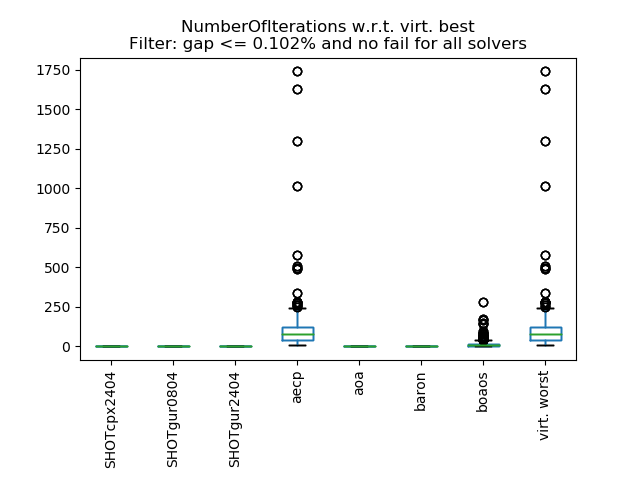 NumberOfIterations w.r.t. virt. best
Filter: gap <= 0.102% and no fail for all solvers
1750
1500
1250
1000
750
500
250
0
SHOTcpx2404
SHOTgur0804
SHOTgur2404
aecp
aoa
baron
boaos
virt. worst